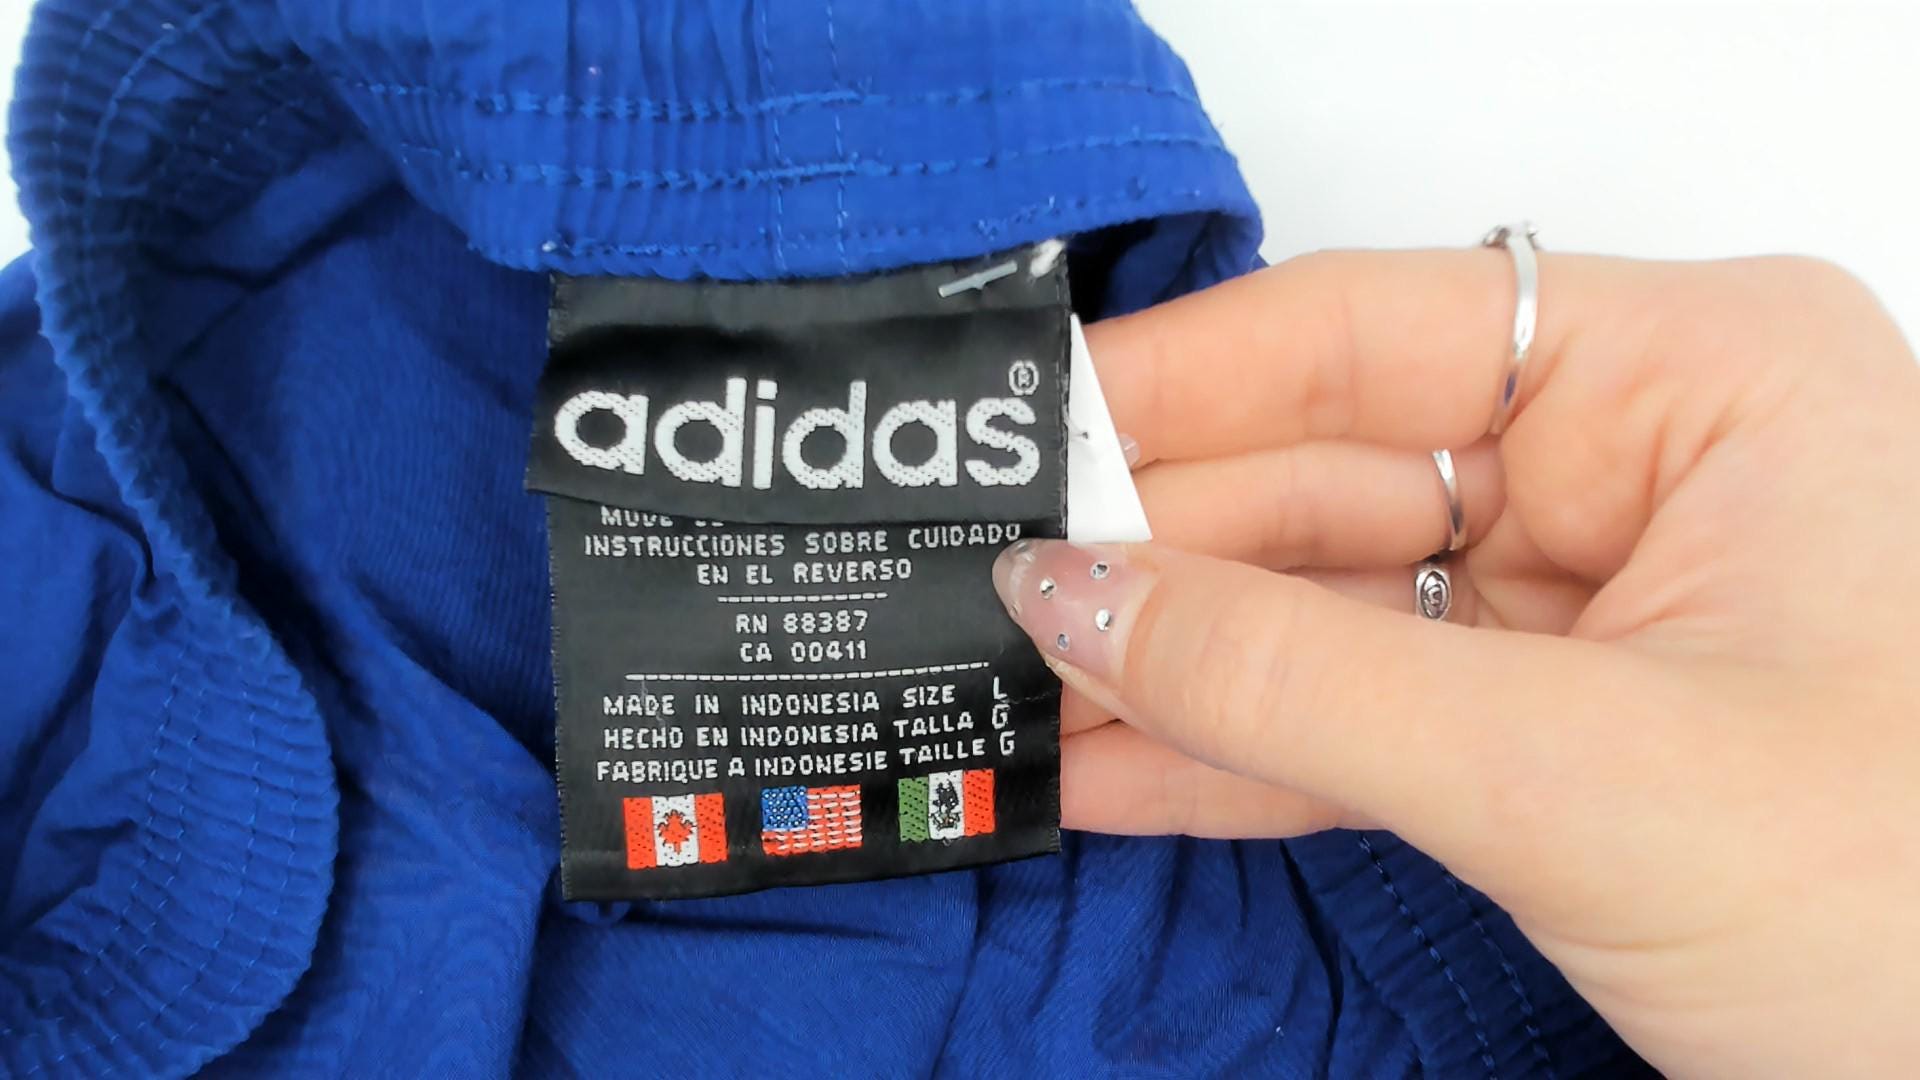 adidas®
INSTRUCCIONES SOBRE CUIDADO
EN EL REVERSO
RN 88387
CA 00411
MADE IN INDONESIA SIZE L
HECHO EN INDONESIA TALLA G
FABRIQUE A INDONESIE TAILLE G